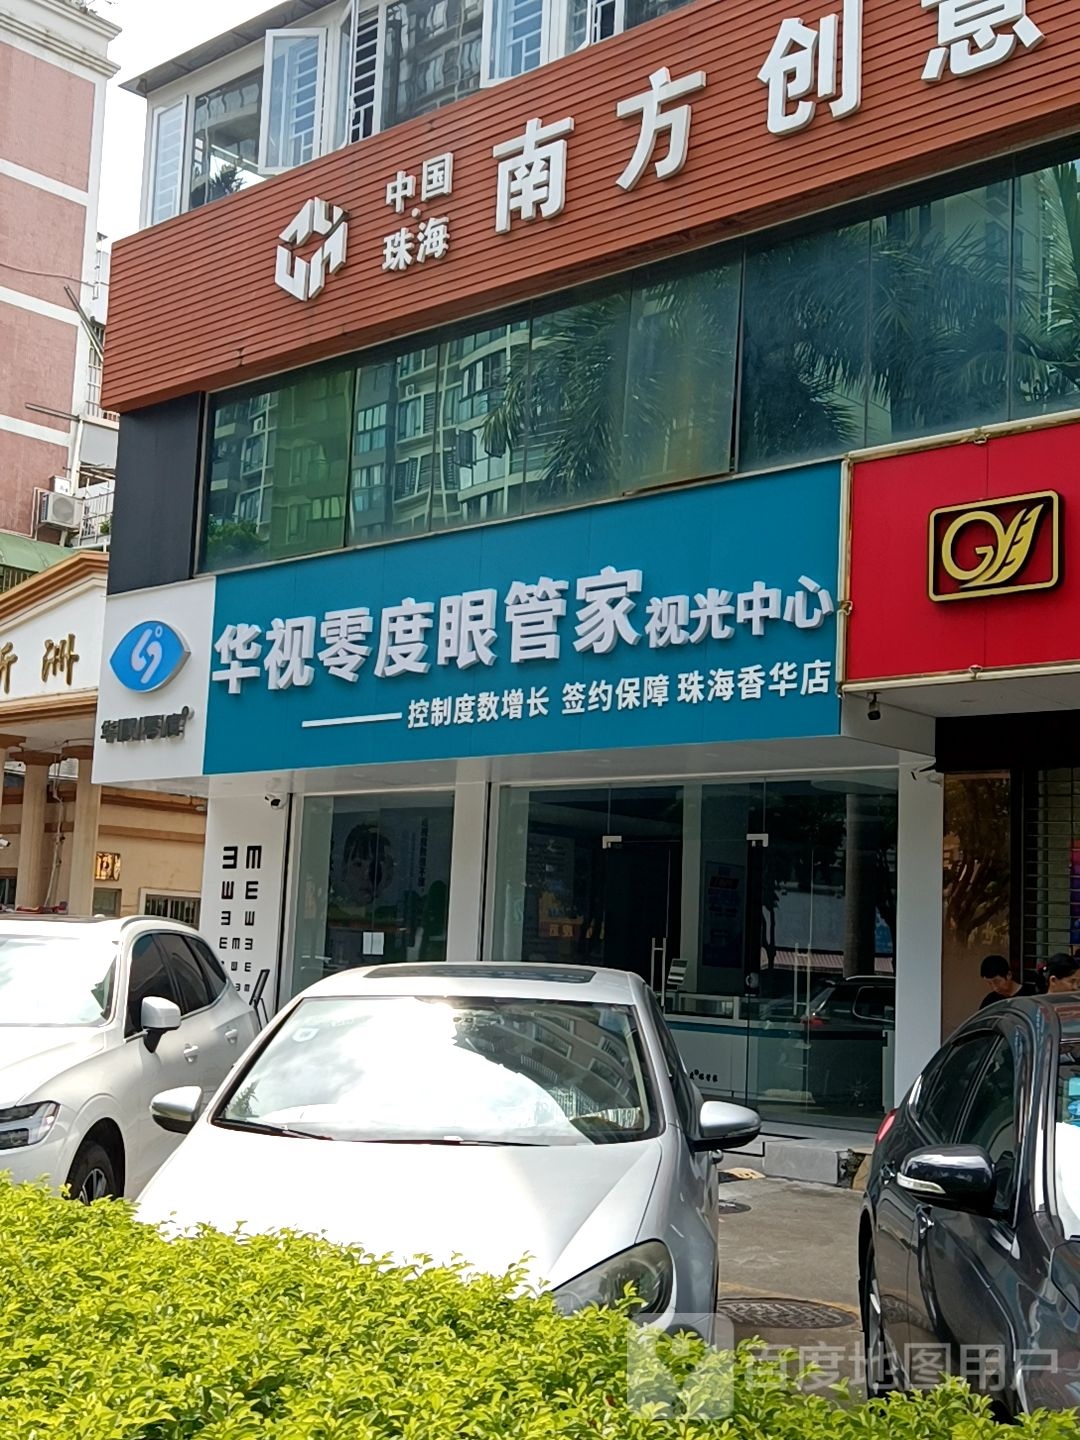 中国·
珠海
南方创意
华视零度眼管家视光中心
控制度数增长 签约保障 珠海香华店
华视零度
洲
百度地图用户